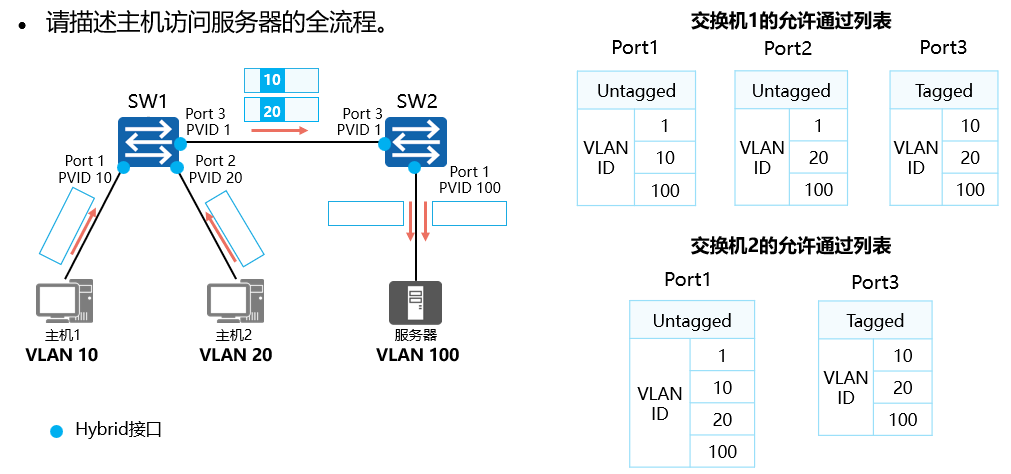 • 请描述主机访问服务器的全流程。
10
20
SW1
SW2
Port 3
PVID 1
Port 3
PVID 1
Port 1
PVID 10
Port 2
PVID 20
Port 1
PVID 100
主机1
VLAN 10
主机2
VLAN 20
服务器
VLAN 100
Hybrid接口
交换机1的允许通过列表
Port1
Port2
Port3
Untagged
VLAN
ID
1
10
100
Untagged
VLAN
ID
1
20
100
Tagged
VLAN
ID
10
20
100
交换机2的允许通过列表
Port1
Port3
Untagged
VLAN
ID
1
10
20
100
Tagged
VLAN
ID
10
20
100